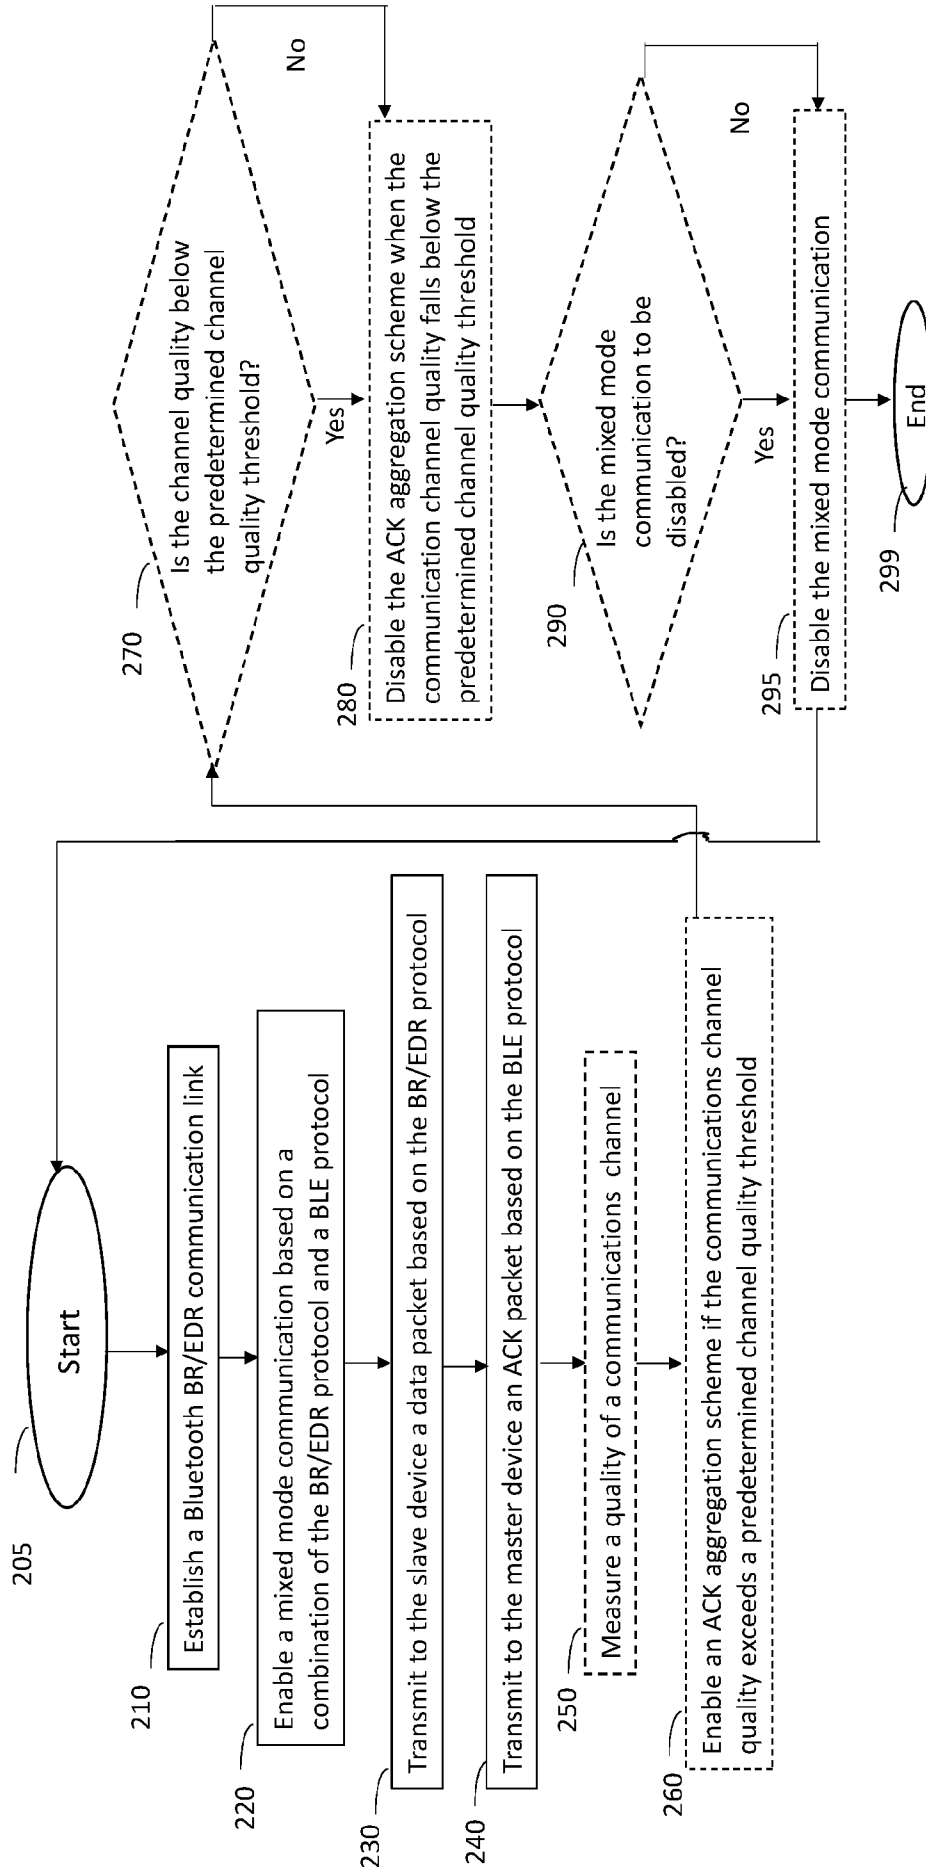 205
Start
210
Establish a Bluetooth BR/EDR communication link
220
Enable a mixed mode communication based on a
combination of the BR/EDR protocol and a BLE protocol
230
Transmit to the slave device a data packet based on the BR/EDR protocol
240
Transmit to the master device an ACK packet based on the BLE protocol
250
Measure a quality of a communications channel
260
Enable an ACK aggregation scheme if the communications channel
quality exceeds a predetermined channel quality threshold
270
Is the channel quality below
the predetermined channel
quality threshold?
No
Yes
280
Disable the ACK aggregation scheme when the
communication channel quality falls below the
predetermined channel quality threshold
290
Is the mixed mode
communication to be
disabled?
No
Yes
295
Disable the mixed mode communication
299
End